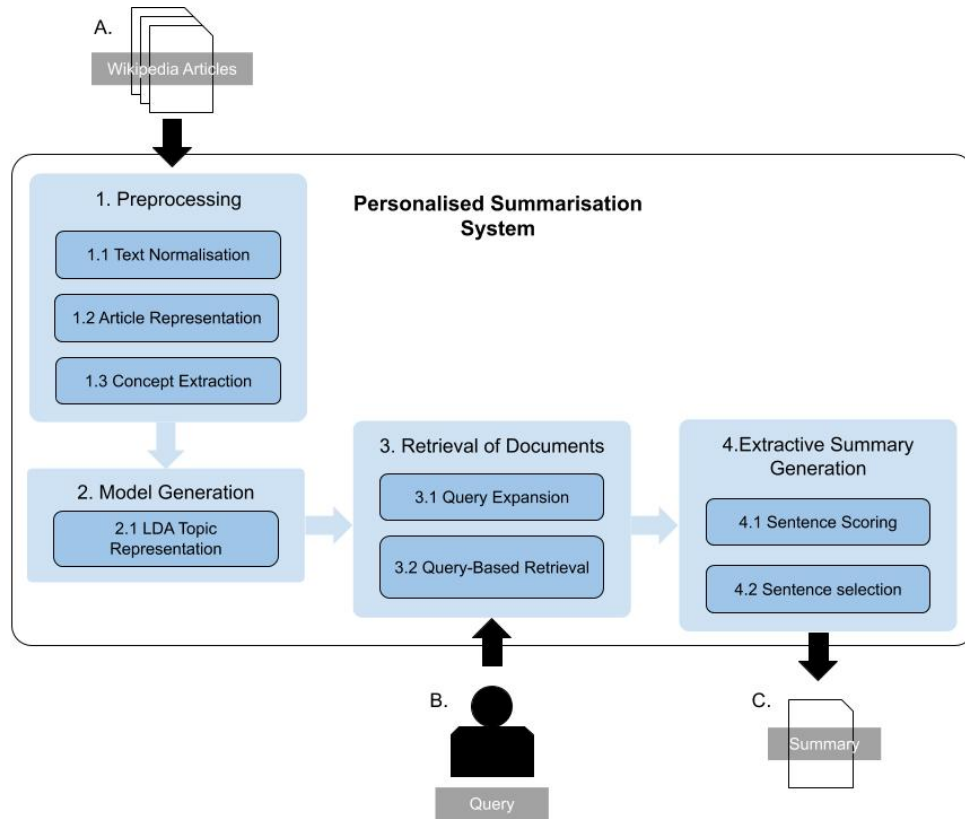 A.
Wikipedia Articles
1. Preprocessing
1.1 Text Normalisation
1.2 Article Representation
1.3 Concept Extraction
Personalised Summarisation
System
2. Model Generation
2.1 LDA Topic
Representation
3. Retrieval of Documents
3.1 Query Expansion
3.2 Query-Based Retrieval
4.Extractive Summary
Generation
4.1 Sentence Scoring
4.2 Sentence selection
B.
Query
C.
Summary